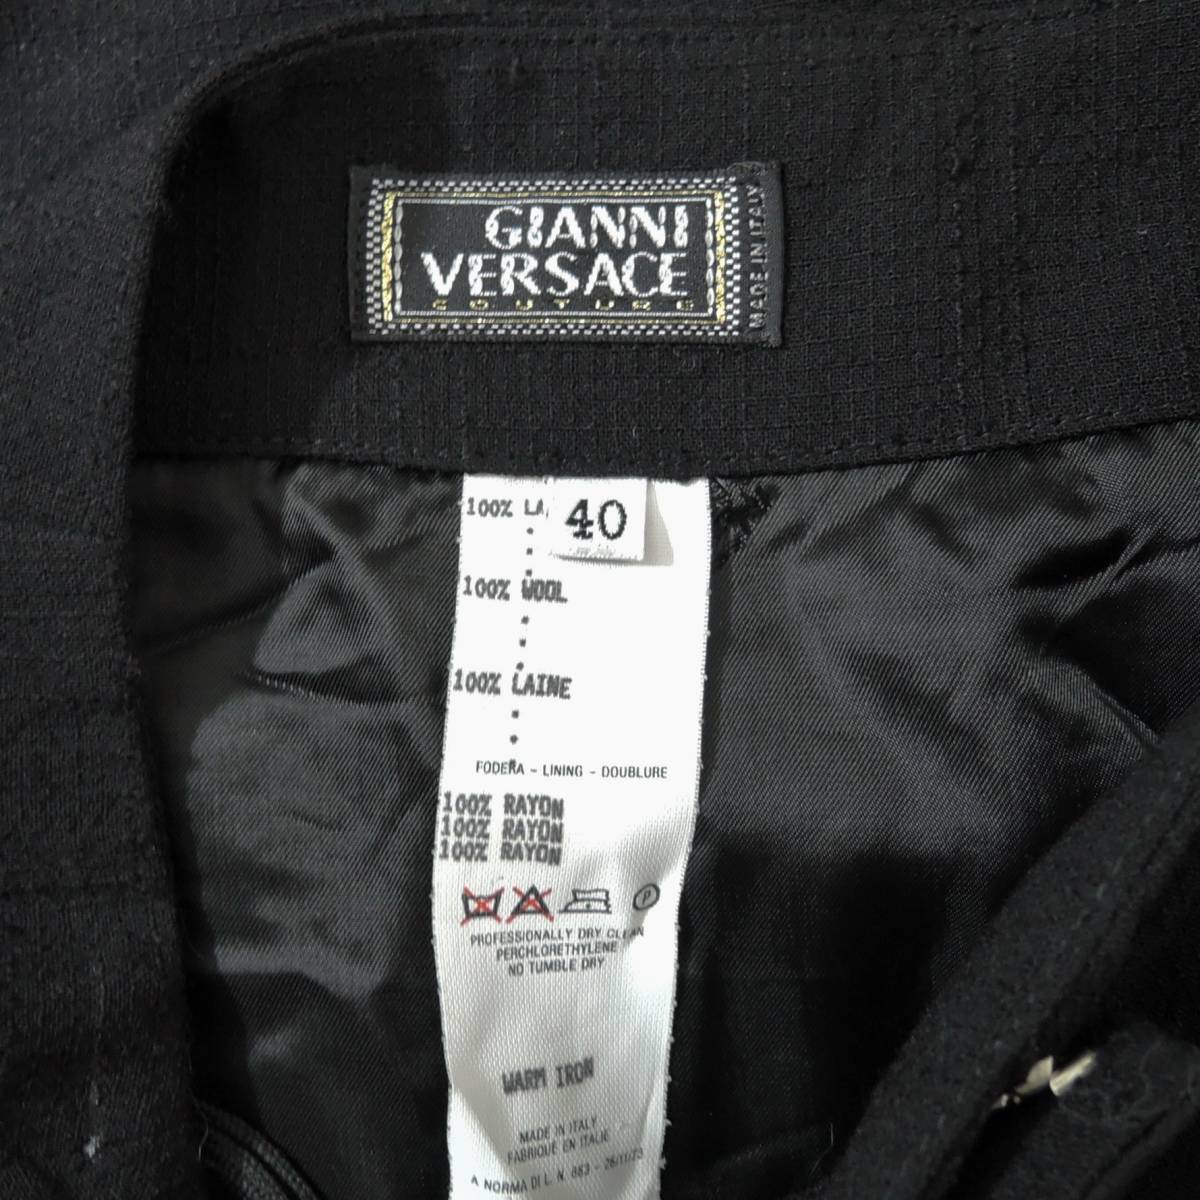 GIANNI
VERSACE
COUTURE
MADE IN ITALY
40
100% LA
100% WOOL
100% LAINE
FODERA - LINING - DOUBLURE
100% RAYON
100% RAYON
100% RAYON
P
PROFESSIONALLY DRY CLEAN
PERCHLORETHYLENE
NO TUMBLE DRY
WARM IRON
MADE IN ITALY
FABRIQUE EN ITALIE
A NORMA DI L. N. 883 - 26/11/73